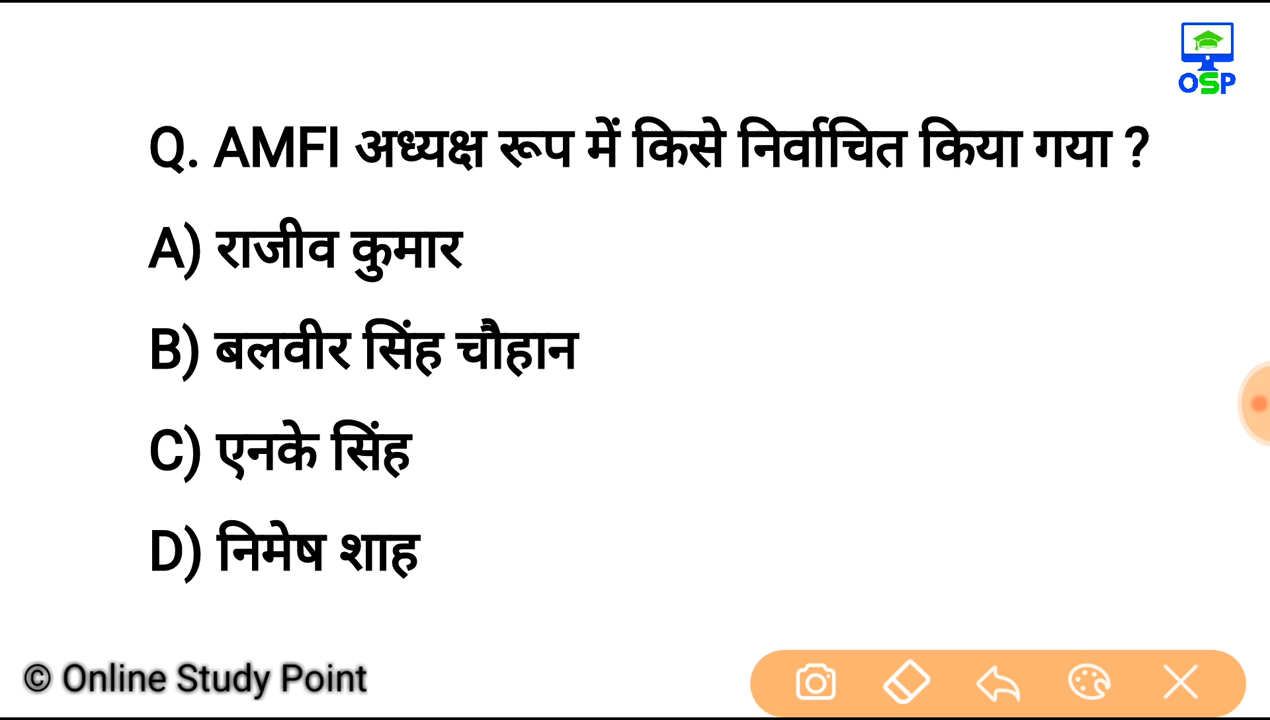 OSP
Q. AMFI अध्यक्ष रूप में किसे निर्वाचित किया गया ?
A) राजीव कुमार
B) बलवीर सिंह चौहान
C) एनके सिंह
D) निमेष शाह
© Online Study Point